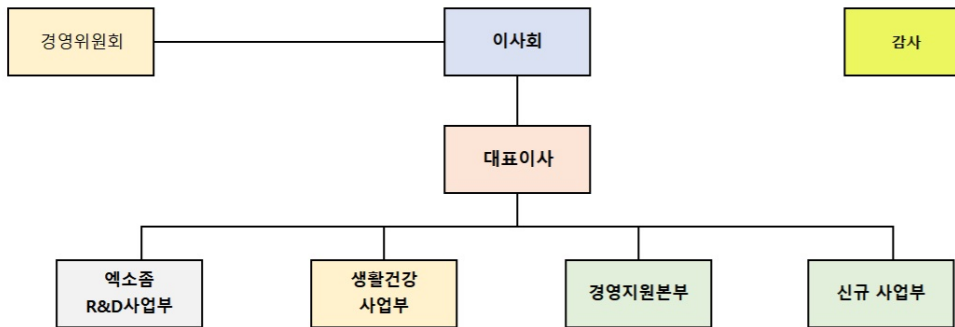 경영위원회
이사회
감사
대표이사
엑소좀
R&D사업부
생활건강
사업부
경영지원본부
신규 사업부